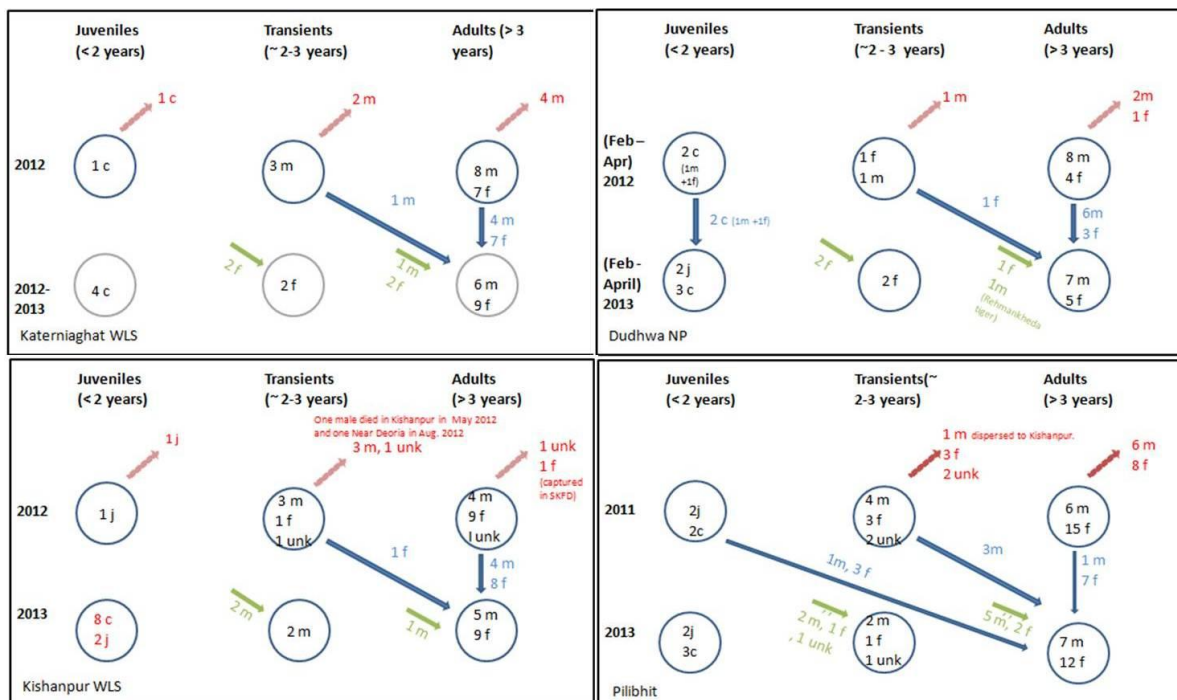 Juveniles
(< 2 years)
Transients
(~ 2-3 years)
Adults (> 3
years)
1 c
2 m
4 m
2012
1 c
3 m
8 m
7 f
1 m
4 m
7 f
2 f
1 m
2 f
2012-
2013
4 c
2 f
6 m
9 f
Katerniaghat WLS
Juveniles
(< 2 years)
Transients
(~2 - 3 years)
Adults
(> 3 years)
1 m
2m
1 f
(Feb –
Apr)
2012
2 c
(1m
+1f)
1 f
1 m
8 m
4 f
2 c (1m +1f)
1 f
6m
3 f
2 f
1 f
1m
(Rehmankheda
tiger)
(Feb -
April)
2013
2 j
3 c
2 f
7 m
5 f
Dudhwa NP
Juveniles
(< 2 years)
Transients
(~ 2-3 years)
Adults
(> 3 years)
One male died in Kishanpur in May 2012
and one Near Deoria in Aug. 2012
1 j
3 m, 1 unk
1 unk
1 f
(captured
in SKFD)
2012
1 j
3 m
1 f
1 unk
4 m
9 f
I unk
1 f
4 m
8 f
2 m
1 m
2013
8 c
2 j
2 m
5 m
9 f
Kishanpur WLS
Juveniles
(< 2 years)
Transients(~
2-3 years)
Adults
(> 3 years)
1 m dispersed to Kishanpur.
3 f
2 unk
6 m
8 f
2011
2j
2c
4 m
3 f
2 unk
6 m
15 f
1m, 3 f
3m
1 m
7 f
2 m, 1 f
, 1 unk
5 m, 2 f
2013
2j
3c
2 m
1 f
1 unk
7 m
12 f
Pilibhit